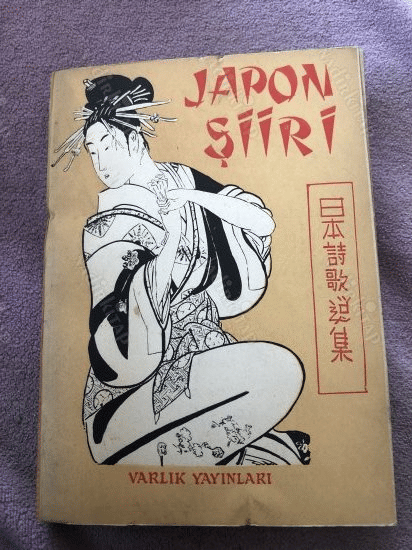 JAPON
ŞİİRİ
日本詩歌選集
VARLIK YAYINLARI